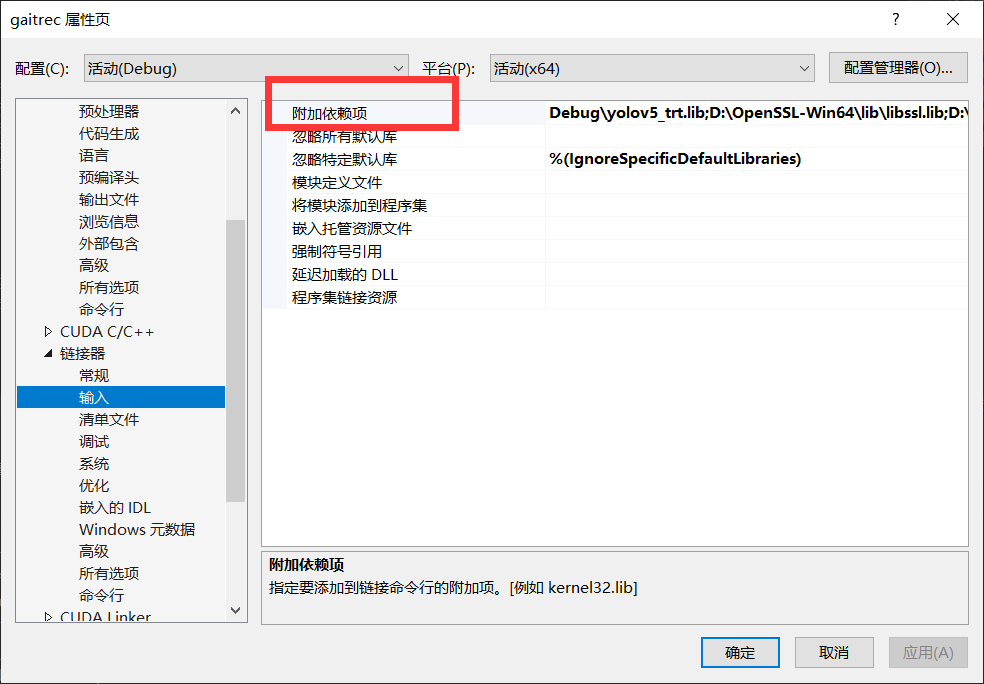 gaitrec 属性页
配置(C): 活动(Debug) 平台(P): 活动(x64) 配置管理器(O)...
预处理器
代码生成
语言
预编译头
输出文件
浏览信息
外部包含
高级
所有选项
命令行
CUDA C/C++
链接器
常规
输入
清单文件
调试
系统
优化
嵌入的 IDL
Windows 元数据
高级
所有选项
命令行
CUDA Linker
附加依赖项 Debug\yolov5_trt.lib;D:\OpenSSL-Win64\lib\libssl.lib;D:\
忽略所有默认库
忽略特定默认库 %(IgnoreSpecificDefaultLibraries)
模块定义文件
将模块添加到程序集
嵌入托管资源文件
强制符号引用
延迟加载的 DLL
程序集链接资源
附加依赖项
指定要添加到链接命令行的附加项。[例如 kernel32.lib]
确定 取消 应用(A)